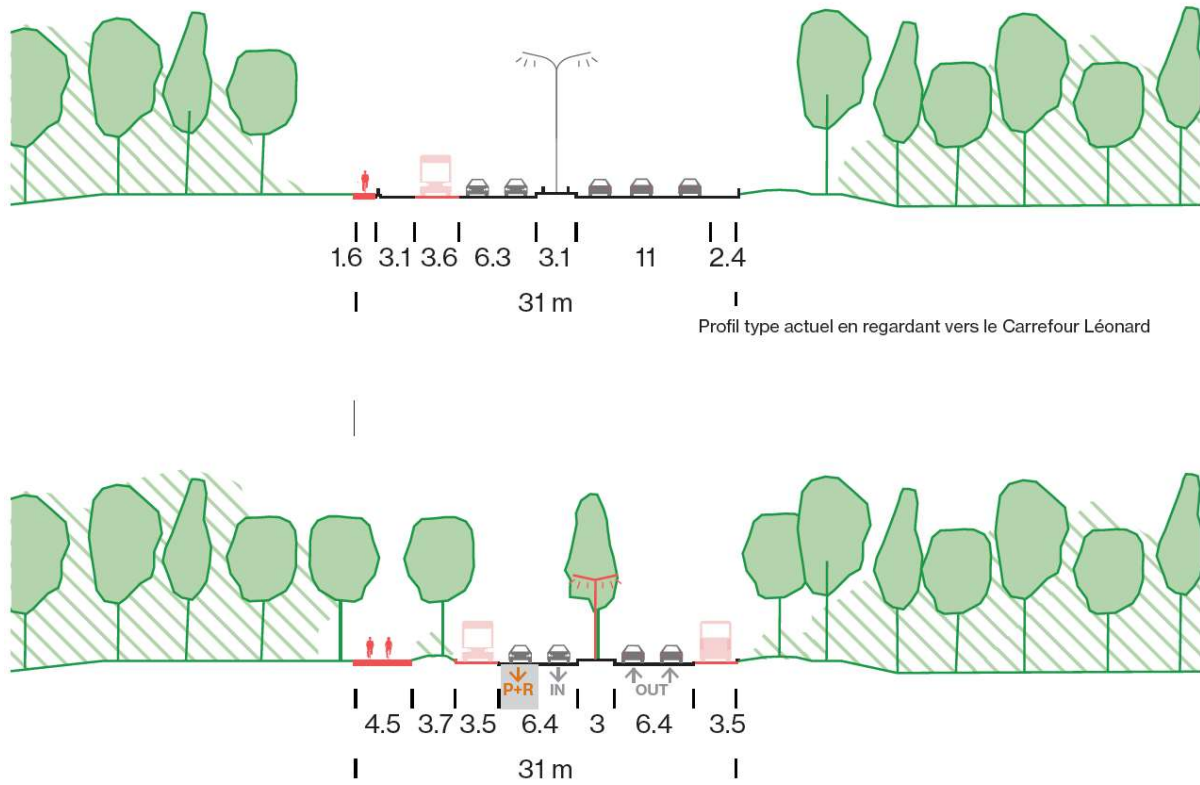 1.6 3.1 3.6 6.3 3.1 11 2.4
31 m
Profil type actuel en regardant vers le Carrefour Léonard
P+R IN OUT
4.5 3.7 3.5 6.4 3 6.4 3.5
31 m